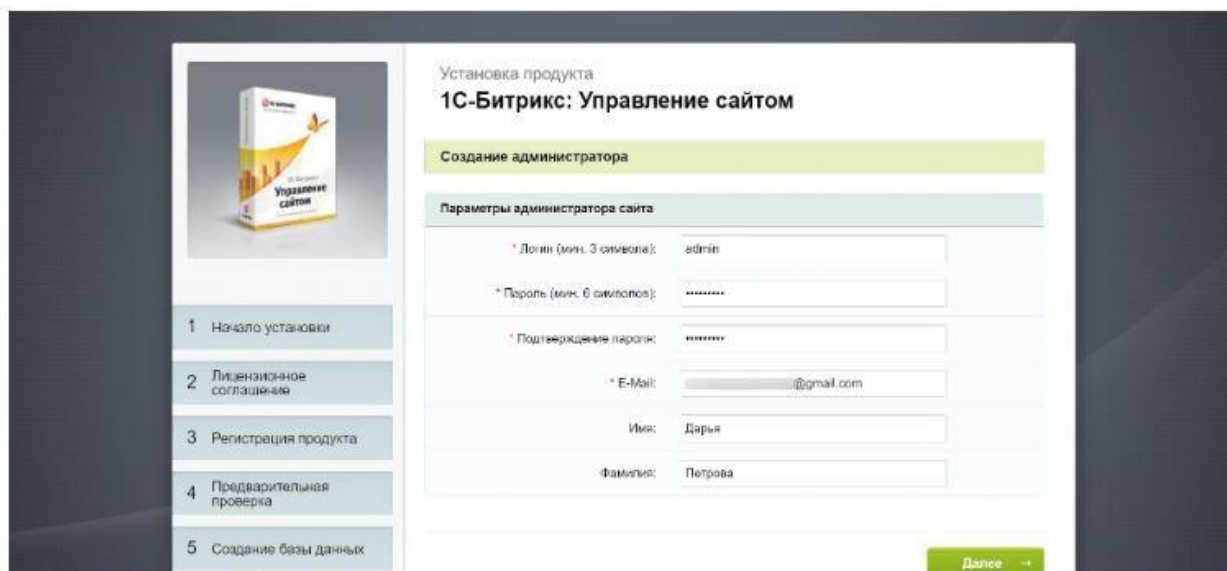 Установка продукта
1С-Битрикс: Управление сайтом
Создание администратора
Параметры администратора сайта
* Логин (мин. 3 символа): admin
* Пароль (мин. 6 символов): •••••••••
* Подтверждение пароля: •••••••••
* E-Mail: @gmail.com
Имя: Дарья
Фамилия: Петрова
Далее →
Управление
сайтом
1 Начало установки
2 Лицензионное
соглашение
3 Регистрация продукта
4 Предварительная
проверка
5 Создание базы данных